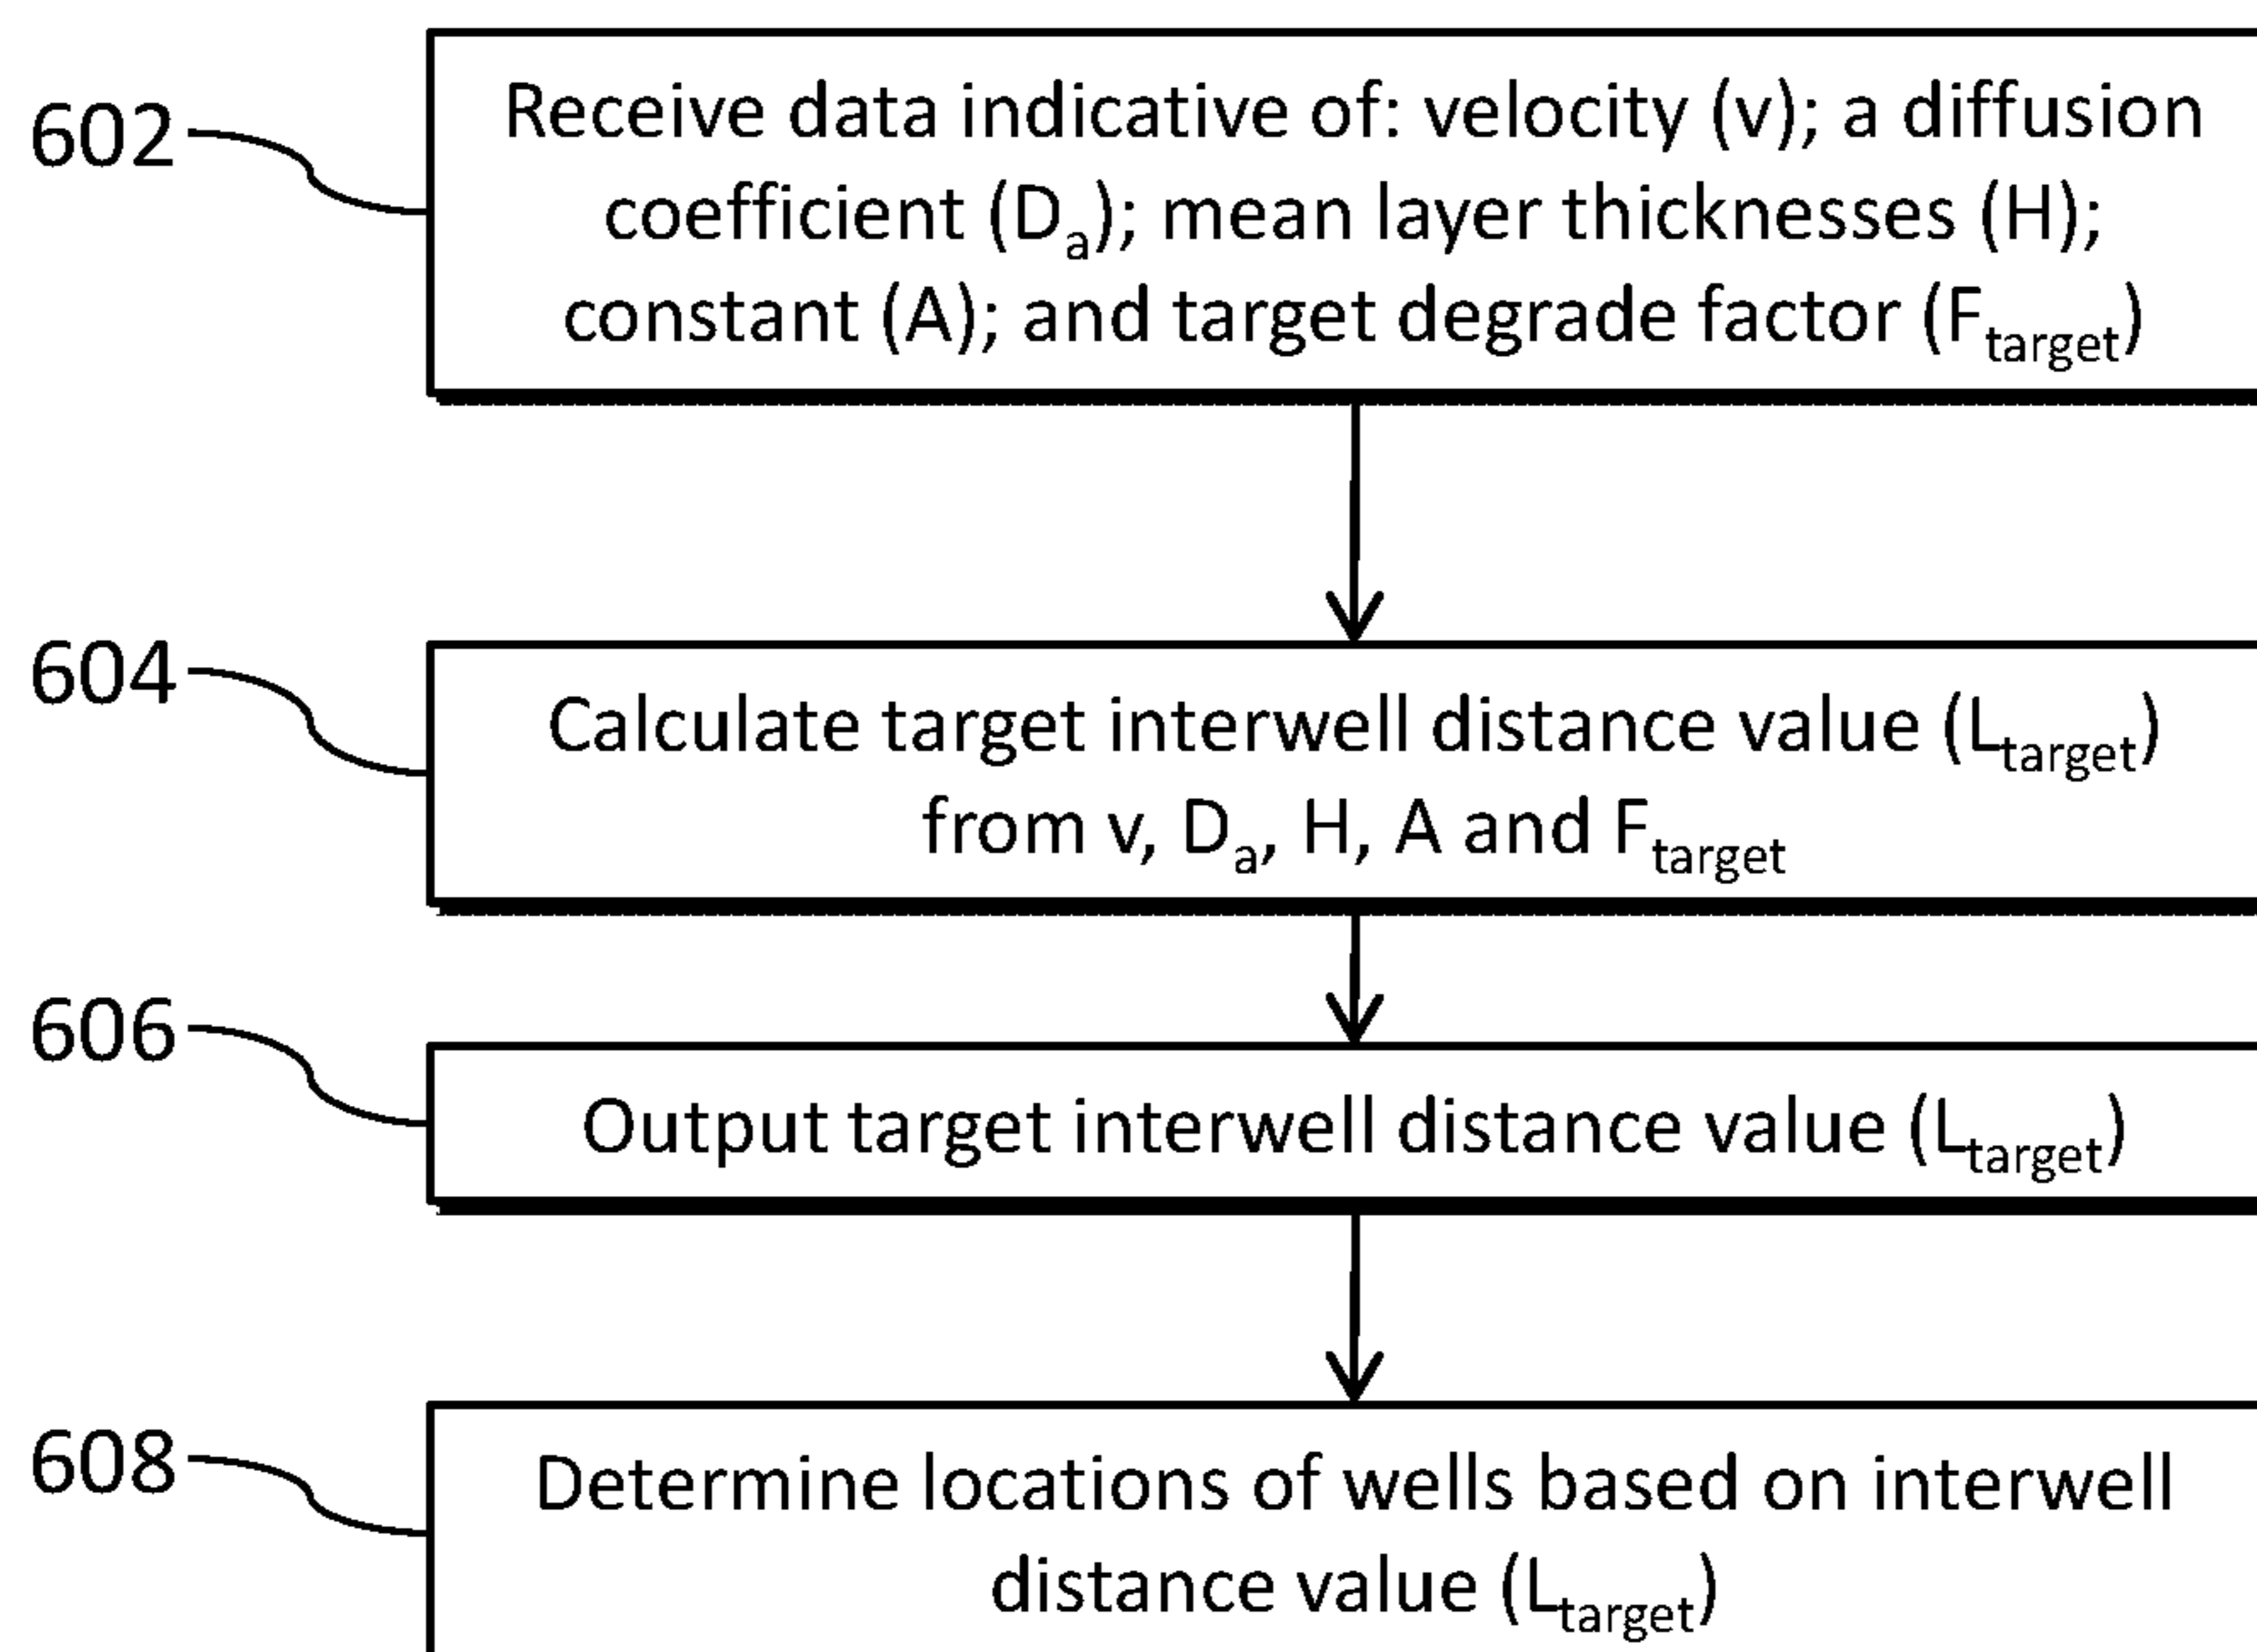 602
Receive data indicative of: velocity (v); a diffusion
coefficient (Da); mean layer thicknesses (H);
constant (A); and target degrade factor (Ftarget)
604
Calculate target interwell distance value (Ltarget)
from v, Da, H, A and Ftarget
606
Output target interwell distance value (Ltarget)
608
Determine locations of wells based on interwell
distance value (Ltarget)